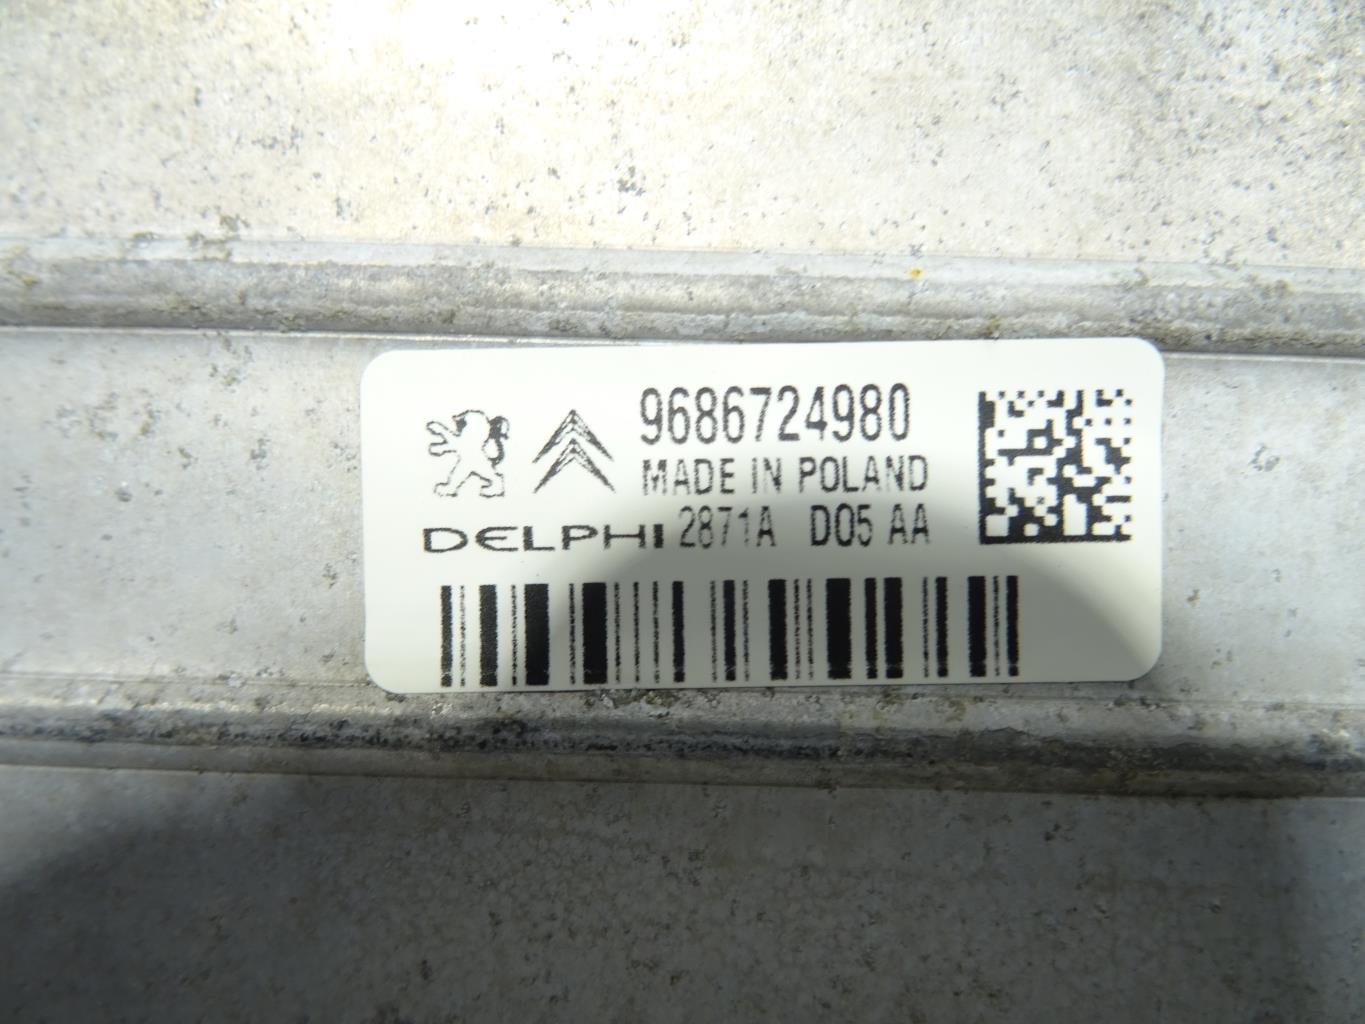 9686724980
MADE IN POLAND
DELPHI 2871A D05 AA